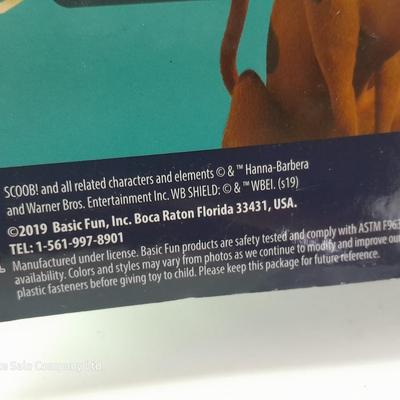 SCOOB! and all related characters and elements © & ™ Hanna-Barbera
and Warner Bros. Entertainment Inc. WB SHIELD: © & ™ WBEI. (s19)
©2019 Basic Fun, Inc. Boca Raton Florida 33431, USA.
TEL: 1-561-997-8901
Manufactured under license. Basic Fun products are safety tested and comply with ASTM F963
availability. Colors and styles may vary from photos as we continue to modify and improve our
plastic fasteners before giving toy to child. Please keep this package for future reference.
Sale Company Ltd